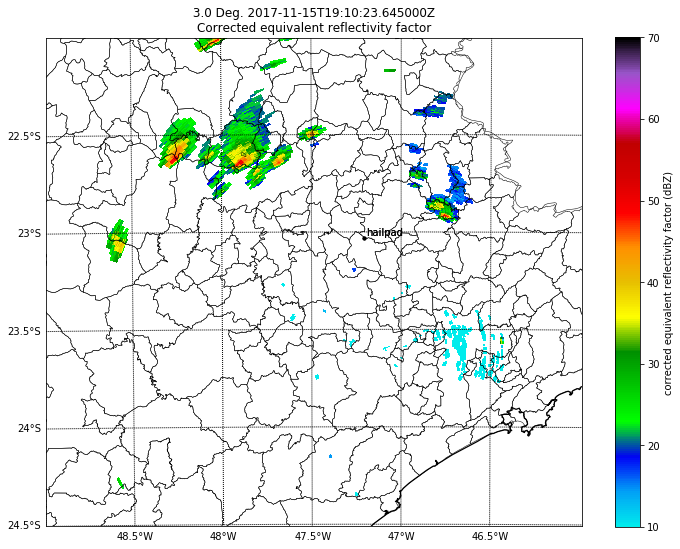 3.0 Deg. 2017-11-15T19:10:23.645000Z
Corrected equivalent reflectivity factor
70
60
50
40
30
20
10
corrected equivalent reflectivity factor (dBZ)
22.5°S
23°S
23.5°S
24°S
24.5°S
hailpad
48.5°W
48°W
47.5°W
47°W
46.5°W